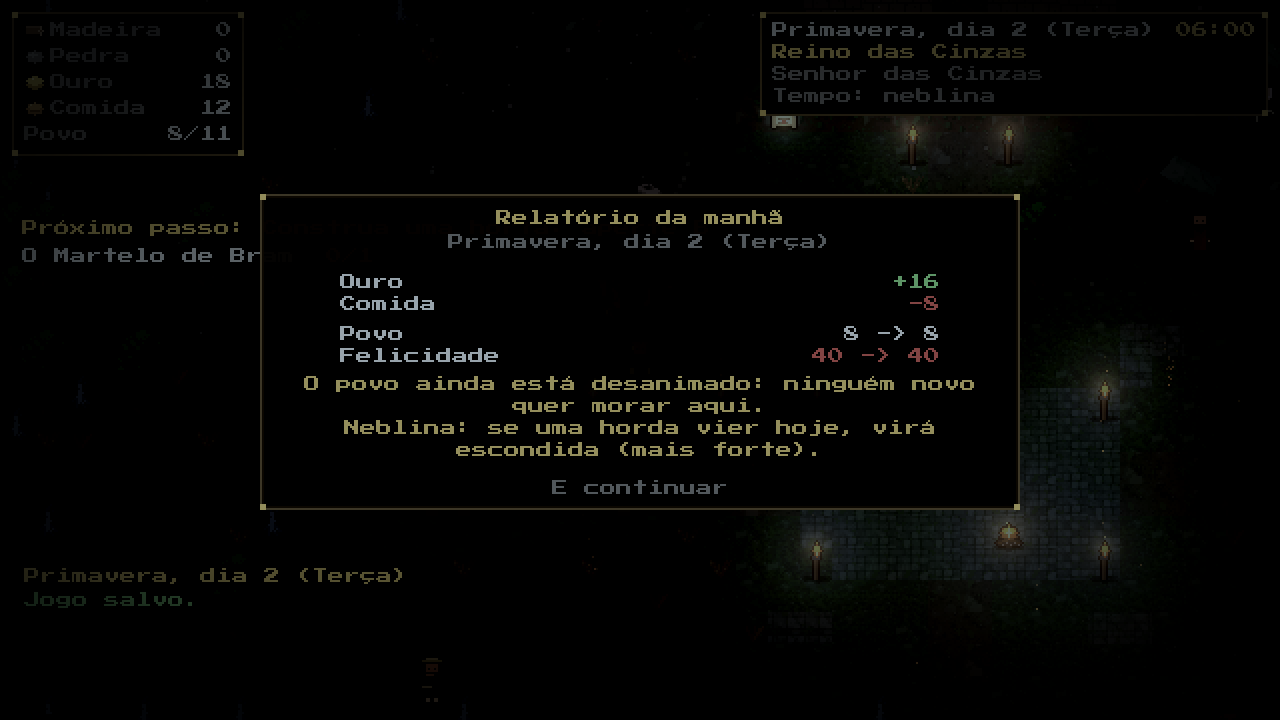 Madeira 0
Pedra 0
Ouro 18
Comida 12
Povo 8/11
Primavera, dia 2 (Terça) 06:00
Reino das Cinzas
Senhor das Cinzas
Tempo: neblina
Próximo passo:
O Martelo de Br
Relatório da manhã
Primavera, dia 2 (Terça)
Ouro +16
Comida -8
Povo 8 -> 8
Felicidade 40 -> 40
O povo ainda está desanimado: ninguém novo
quer morar aqui.
Neblina: se uma horda vier hoje, virá
escondida (mais forte).
E continuar
Primavera, dia 2 (Terça)
Jogo salvo.